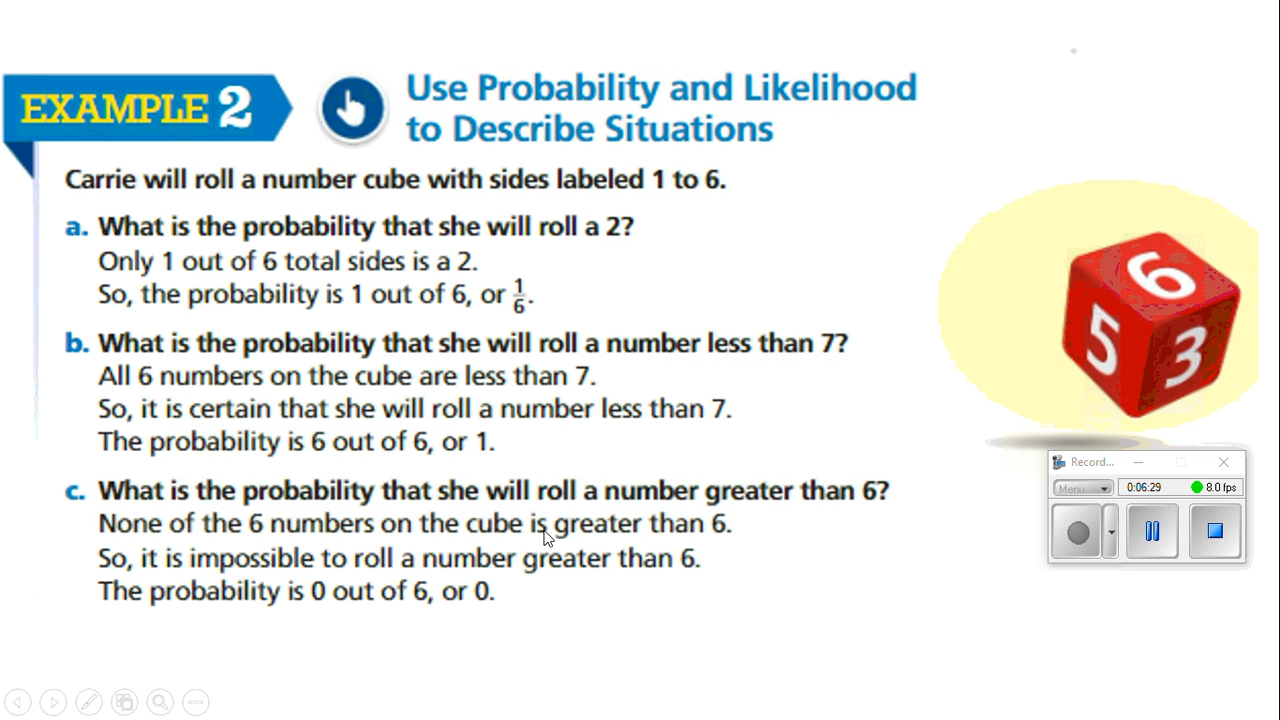 EXAMPLE 2
Use Probability and Likelihood
to Describe Situations
Carrie will roll a number cube with sides labeled 1 to 6.
a. What is the probability that she will roll a 2?
Only 1 out of 6 total sides is a 2.
So, the probability is 1 out of 6, or 1/6.
b. What is the probability that she will roll a number less than 7?
All 6 numbers on the cube are less than 7.
So, it is certain that she will roll a number less than 7.
The probability is 6 out of 6, or 1.
c. What is the probability that she will roll a number greater than 6?
None of the 6 numbers on the cube is greater than 6.
So, it is impossible to roll a number greater than 6.
The probability is 0 out of 6, or 0.
6
5 3
Record...
Menu 0:06:29 8.0 fps